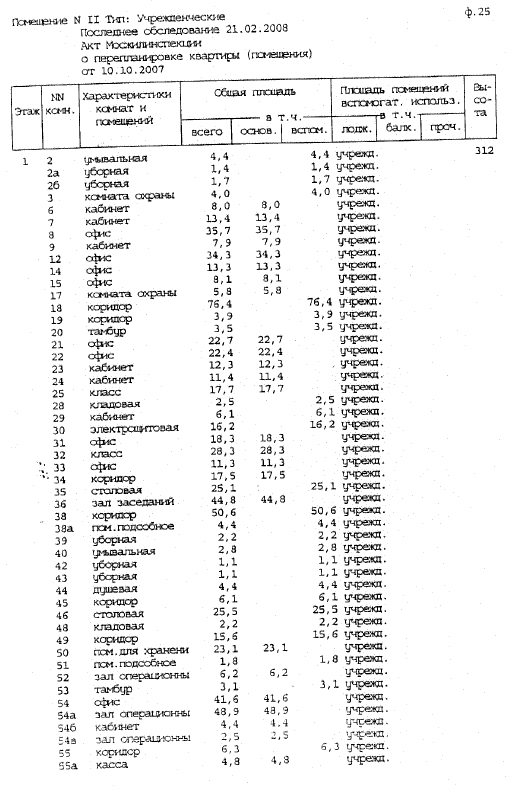 Помещение N II Тип: Учрежденческие ф.25
Последнее обследование 21.02.2008
Акт Мосжилинспекции
о перепланировке квартиры (помещения)
от 10.10.2007
Этаж NN комн. Характеристики комнат и помещений Общая площадь всего в т.ч. основ. вспом. Площадь помещений вспомогат. использ. в т.ч. лодж. балк. проч. Вы- со- та
1 2 умывальная 4,4 4,4 учрежд. 312
2а уборная 1,4 1,4 учрежд.
2б уборная 1,7 1,7 учрежд.
3 комната охраны 4,0 4,0 учрежд.
6 кабинет 8,0 8,0 учрежд.
7 кабинет 13,4 13,4 учрежд.
8 офис 35,7 35,7 учрежд.
9 кабинет 7,9 7,9 учрежд.
12 офис 34,3 34,3 учрежд.
14 офис 13,3 13,3 учрежд.
15 офис 8,1 8,1 учрежд.
17 комната охраны 5,8 5,8 учрежд.
18 коридор 76,4 76,4 учрежд.
19 коридор 3,9 3,9 учрежд.
20 тамбур 3,5 3,5 учрежд.
21 офис 22,7 22,7 учрежд.
22 офис 22,4 22,4 учрежд.
23 кабинет 12,3 12,3 учрежд.
24 кабинет 11,4 11,4 учрежд.
25 класс 17,7 17,7 учрежд.
28 кладовая 2,5 2,5 учрежд.
29 кабинет 6,1 6,1 учрежд.
30 электрощитовая 16,2 16,2 учрежд.
31 офис 18,3 18,3 учрежд.
32 класс 28,3 28,3 учрежд.
33 офис 11,3 11,3 учрежд.
34 коридор 17,5 17,5 учрежд.
35 столовая 25,1 25,1 учрежд.
36 зал заседаний 44,8 44,8 учрежд.
38 коридор 50,6 50,6 учрежд.
38а пом.подсобное 4,4 4,4 учрежд.
39 уборная 2,2 2,2 учрежд.
40 умывальная 2,8 2,8 учрежд.
42 уборная 1,1 1,1 учрежд.
43 уборная 1,1 1,1 учрежд.
44 душевая 4,4 4,4 учрежд.
45 коридор 6,1 6,1 учрежд.
46 столовая 25,5 25,5 учрежд.
48 кладовая 2,2 2,2 учрежд.
49 коридор 15,6 15,6 учрежд.
50 пом.для хранени 23,1 23,1 учрежд.
51 пом.подсобное 1,8 1,8 учрежд.
52 зал операционны 6,2 6,2 учрежд.
53 тамбур 3,1 3,1 учрежд.
54 офис 41,6 41,6 учрежд.
54а зал операционны 48,9 48,9 учрежд.
54б кабинет 4,4 4,4 учрежд.
54в зал операционны 2,5 2,5 учрежд.
55 коридор 6,3 6,3 учрежд.
55а касса 4,8 4,8 учрежд.